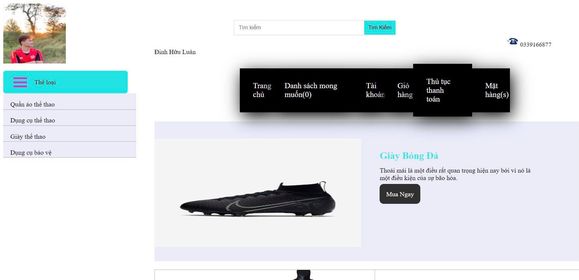 Tìm kiếm
Tìm Kiếm
0339166877
Đinh Hữu Luân
Thể loại
Quần áo thể thao
Dụng cụ thể thao
Giày thể thao
Dụng cụ bảo vệ
Trang chủ
Danh sách mong muốn(0)
Tài khoản
Giỏ hàng
Thủ tục thanh toán
Mặt hàng(s)
Giày Bóng Đá
Thoải mái là một điều rất quan trọng hiện nay bởi vì nó là
một điều kiện của sự bão hòa.
Mua Ngay